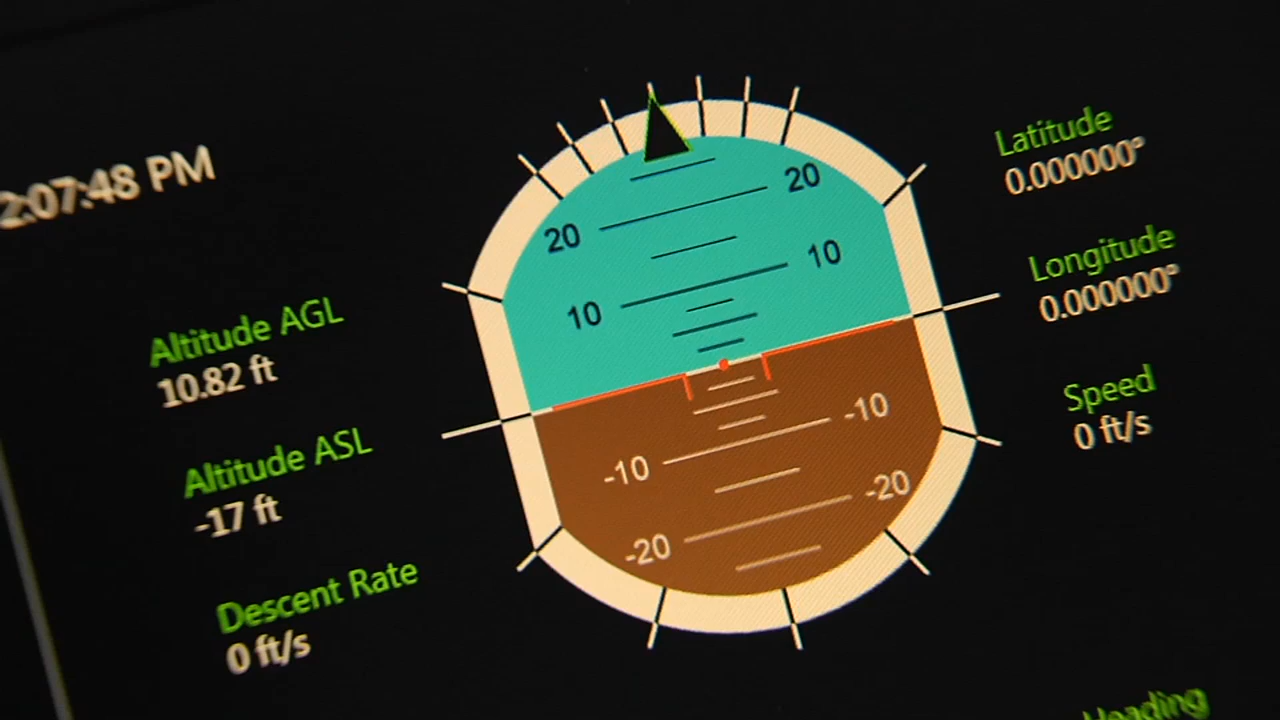 2:07:48 PM
Altitude AGL
10.82 ft
Altitude ASL
-17 ft
Descent Rate
0 ft/s
20 20
10 10
-10 -10
-20 -20
Latitude
0.000000°
Longitude
0.000000°
Speed
0 ft/s
Heading